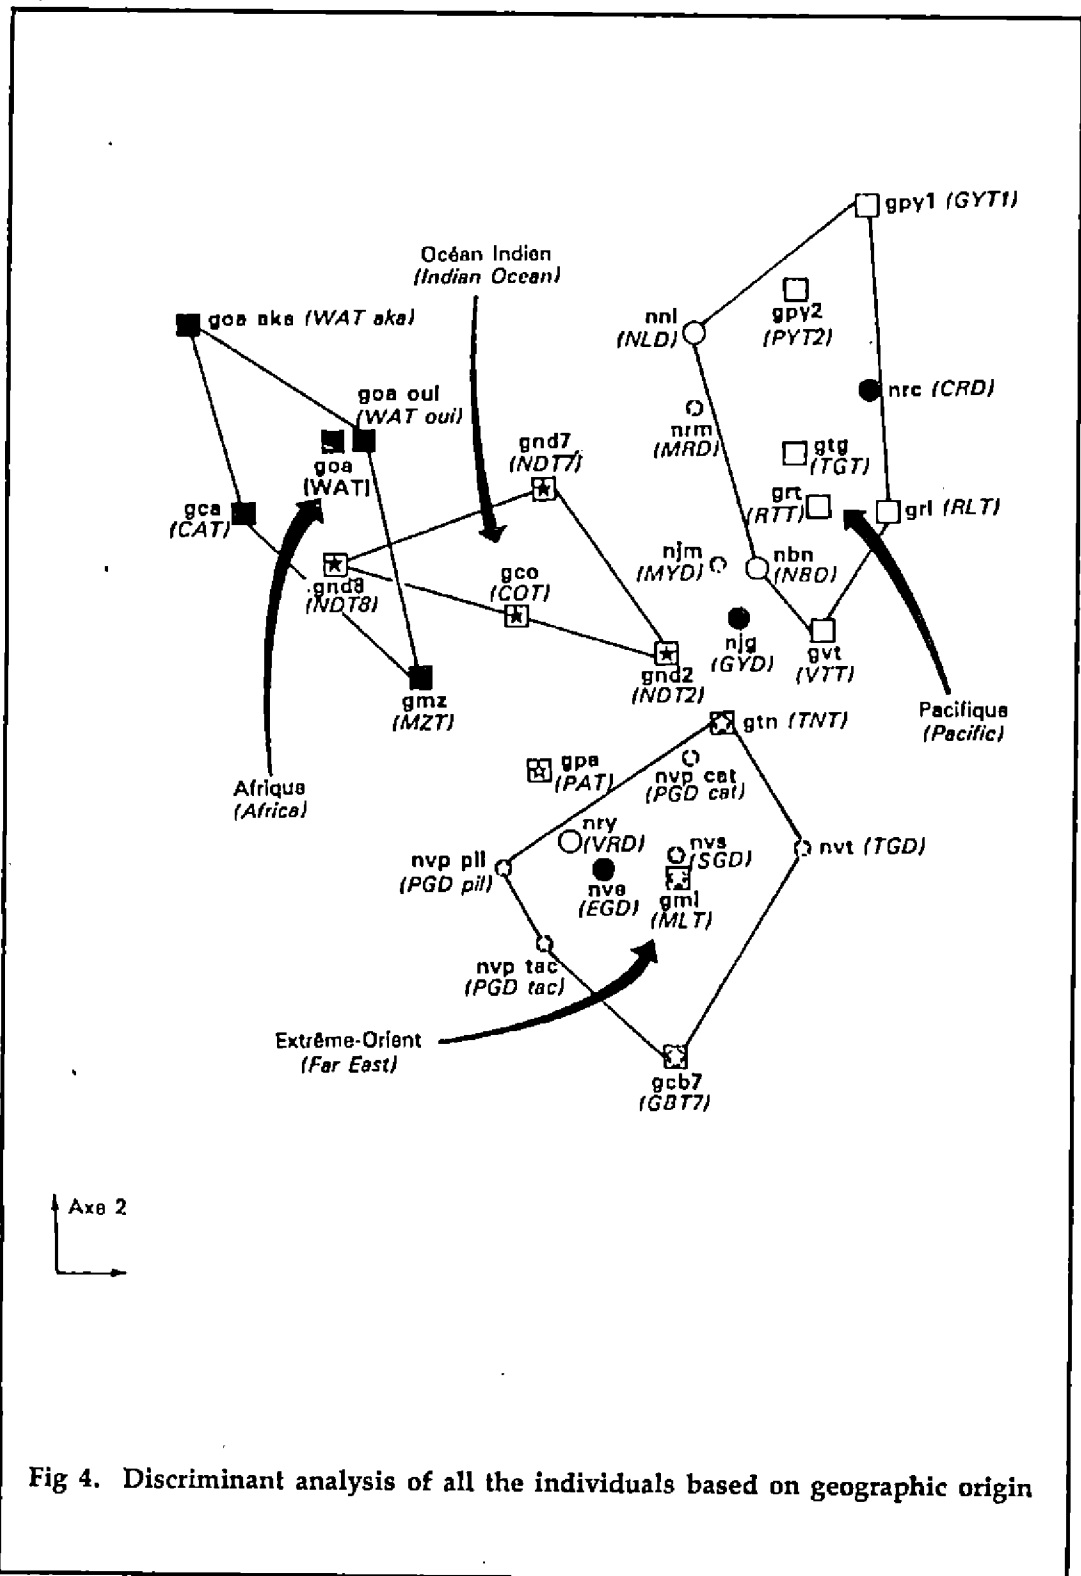 gpy1 (GYT1)
Océan Indien
(Indian Ocean)
gpy2
(PYT2)
nnl
(NLD)
goa aka (WAT aka)
goa oui
(WAT oui)
nrc (CRD)
nrm
(MRD)
gnd7
(NDT7)
gtg
(TGT)
goa
(WAT)
gca
(CAT)
grt
(RTT)
grl (RLT)
njm
(MYD)
nbn
(NBD)
gnd8
(NDT8)
gco
(COT)
njg
(GYD)
gvt
(VTT)
gnd2
(NDT2)
gmz
(MZT)
gtn (TNT)
Pacifique
(Pacific)
gpa
(PAT)
nvp cat
(PGD cat)
Afrique
(Africa)
nry
(VRD)
nvs
(SGD)
nvt (TGD)
nvp pil
(PGD pil)
nve
(EGD)
gml
(MLT)
nvp tac
(PGD tac)
Extrême-Orient
(Far East)
gcb7
(GBT7)
Axe 2
Fig 4. Discriminant analysis of all the individuals based on geographic origin